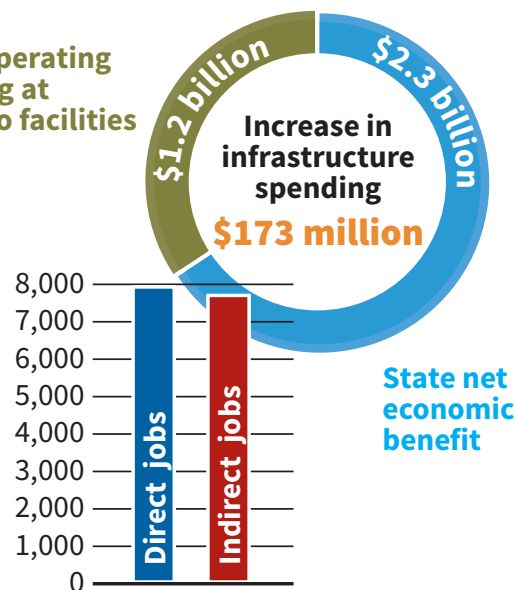 perating
g at
o facilities
$1.2 billion
$2.3 billion
Increase in
infrastructure
spending
$173 million
State net
economic
benefit
8,000
7,000
6,000
5,000
4,000
3,000
2,000
1,000
0
Direct jobs
Indirect jobs